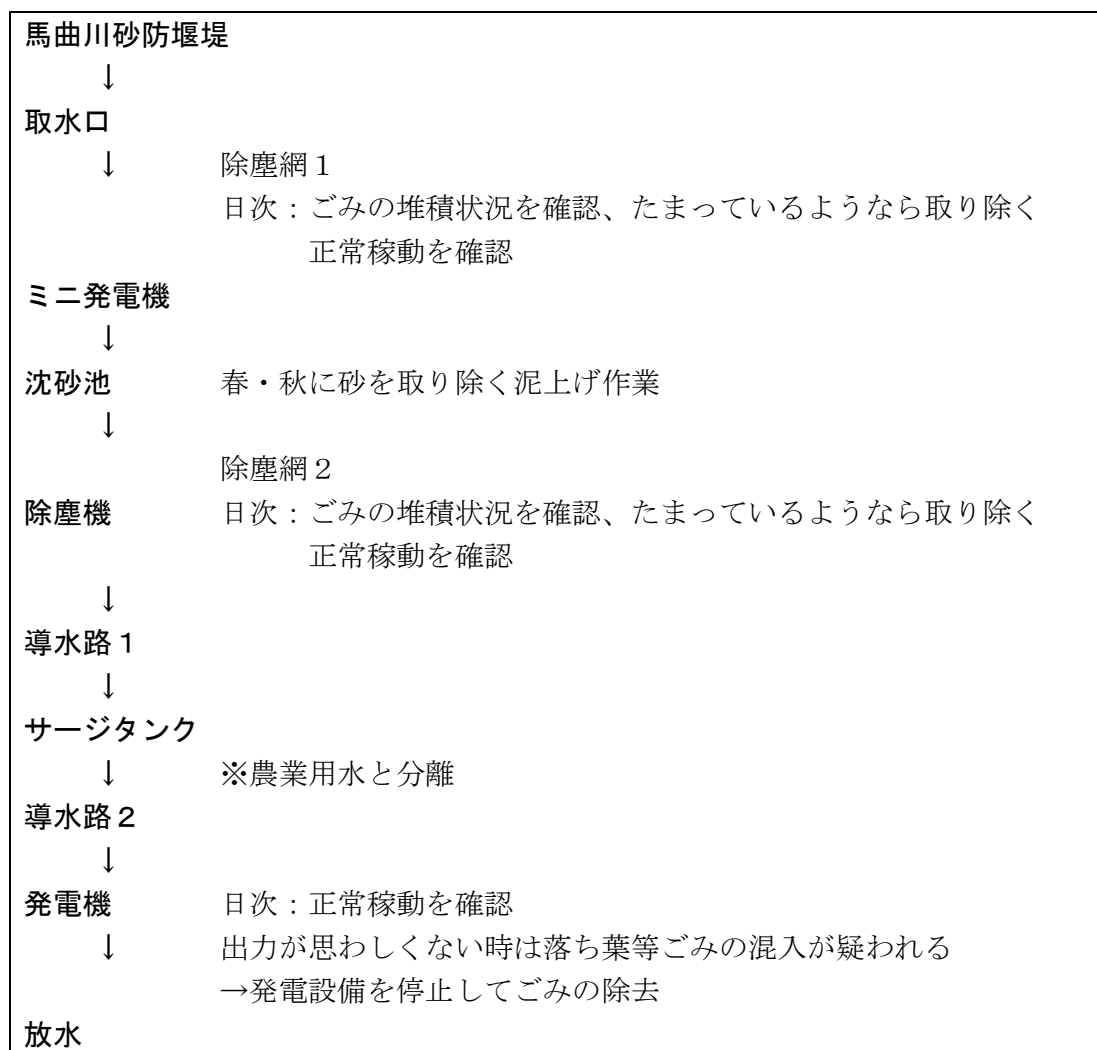 馬曲川砂防堰堤
↓
取水口
↓ 除塵網１
日次：ごみの堆積状況を確認、たまっているようなら取り除く
正常稼動を確認
ミニ発電機
↓
沈砂池 春・秋に砂を取り除く泥上げ作業
↓
除塵網２
除塵機 日次：ごみの堆積状況を確認、たまっているようなら取り除く
正常稼動を確認
↓
導水路１
↓
サージタンク
↓ ※農業用水と分離
導水路２
↓
発電機 日次：正常稼動を確認
↓ 出力が思わしくない時は落ち葉等ごみの混入が疑われる
→発電設備を停止してごみの除去
放水